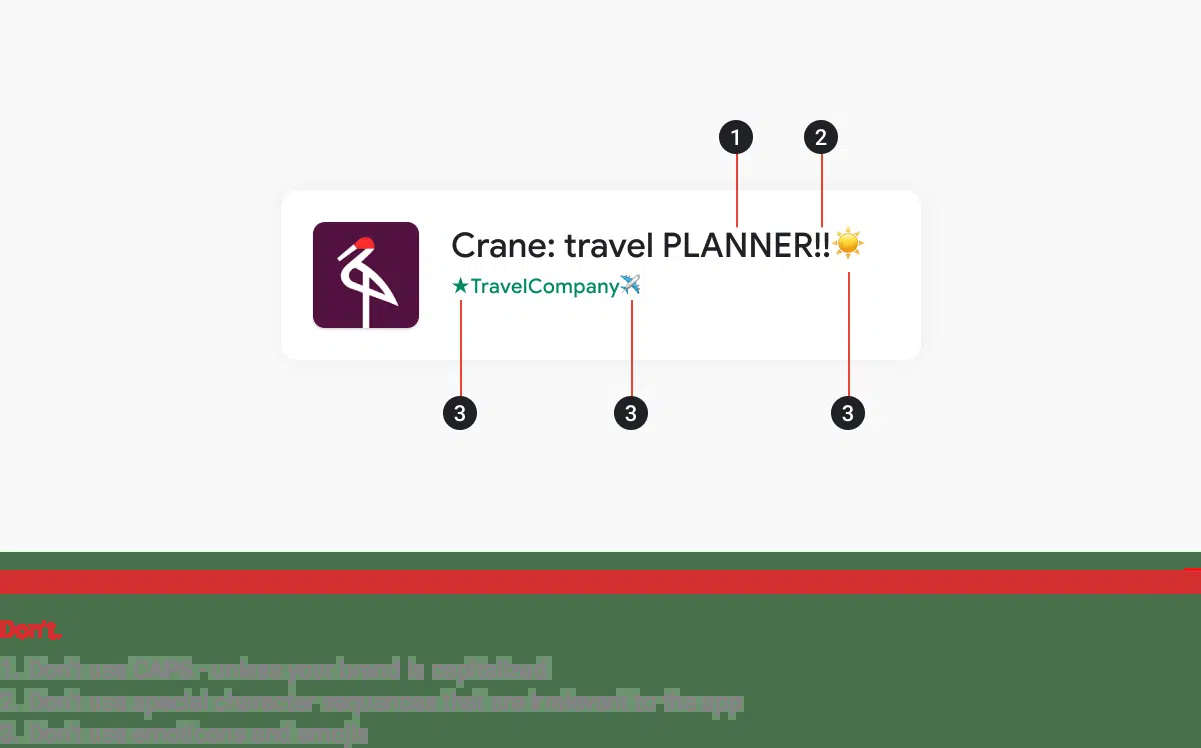 1 2
Crane: travel PLANNER!!☀️
★TravelCompany✈️
3 3 3
Don't.
1. Don't use CAPS, unless your brand is capitalized
2. Don't use special character sequences that are irrelevant to the app
3. Don't use emoticons and emojis